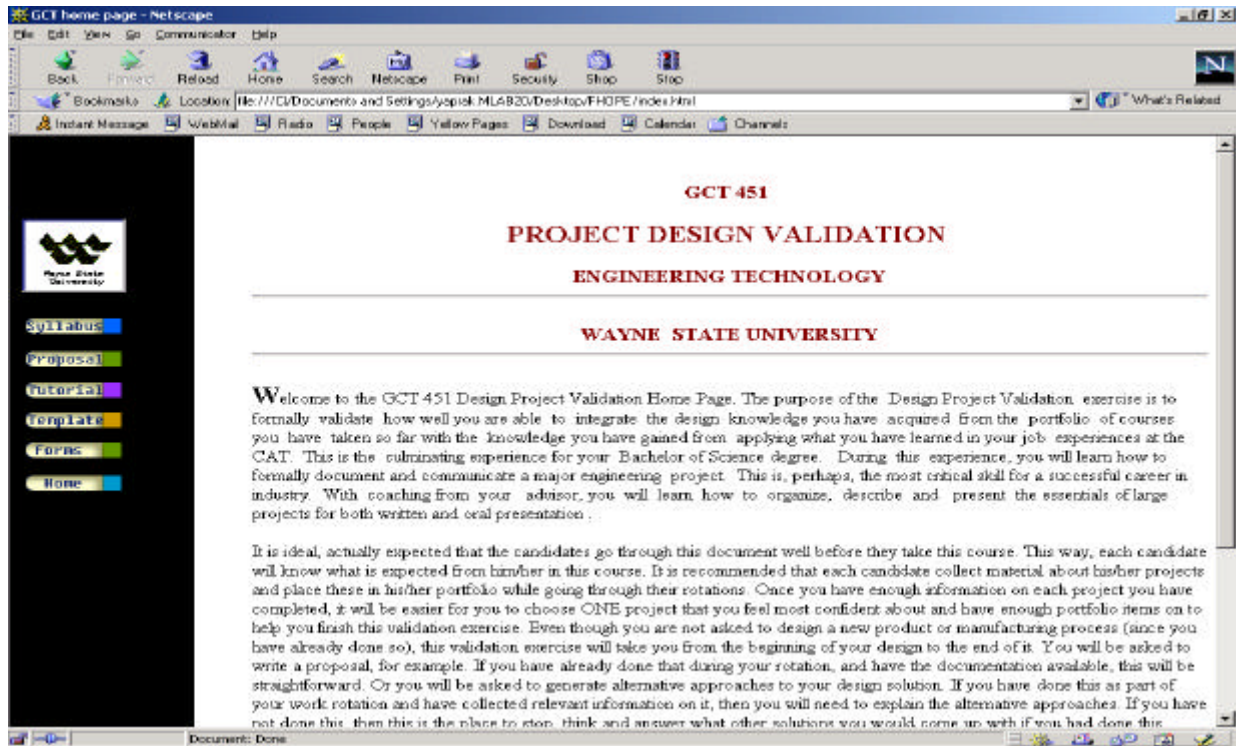 GCT home page - Netscape
File Edit View Go Communicator Help
Back Forward Reload Home Search Netscape Print Security Shop Stop
N
Bookmarks Location file:///C|/Documents and Settings/yaprak.MLAB20/Desktop/FHOPE/index.html What's Related
Instant Message WebMail Radio People Yellow Pages Download Calendar Channels
GCT 451
PROJECT DESIGN VALIDATION
ENGINEERING TECHNOLOGY
WAYNE STATE UNIVERSITY
Wayne State
University
Syllabus
Proposal
Tutorial
Template
Forms
Home
Welcome to the GCT 451 Design Project Validation Home Page. The purpose of the Design Project Validation exercise is to
formally validate how well you are able to integrate the design knowledge you have acquired from the portfolio of courses
you have taken so far with the knowledge you have gained from applying what you have learned in your job experiences at the
CAT. This is the culminating experience for your Bachelor of Science degree. During this experience, you will learn how to
formally document and communicate a major engineering project. This is, perhaps, the most critical skill for a successful career in
industry. With coaching from your advisor, you will learn how to organize, describe and present the essentials of large
projects for both written and oral presentation .
It is ideal, actually expected that the candidates go through this document well before they take this course. This way, each candidate
will know what is expected from him/her in this course. It is recommended that each candidate collect material about his/her projects
and place these in his/her portfolio while going through their rotations. Once you have enough information on each project you have
completed, it will be easier for you to choose ONE project that you feel most confident about and have enough portfolio items on to
help you finish this validation exercise. Even though you are not asked to design a new product or manufacturing process (since you
have already done so), this validation exercise will take you from the beginning of your design to the end of it. You will be asked to
write a proposal, for example. If you have already done that during your rotation, and have the documentation available, this will be
straightforward. Or you will be asked to generate alternative approaches to your design solution. If you have done this as part of
your work rotation and have collected relevant information on it, then you will need to explain the alternative approaches. If you have
not done this, then this is the place to stop, think and answer what other solutions you would come up with if you had done this
Document: Done